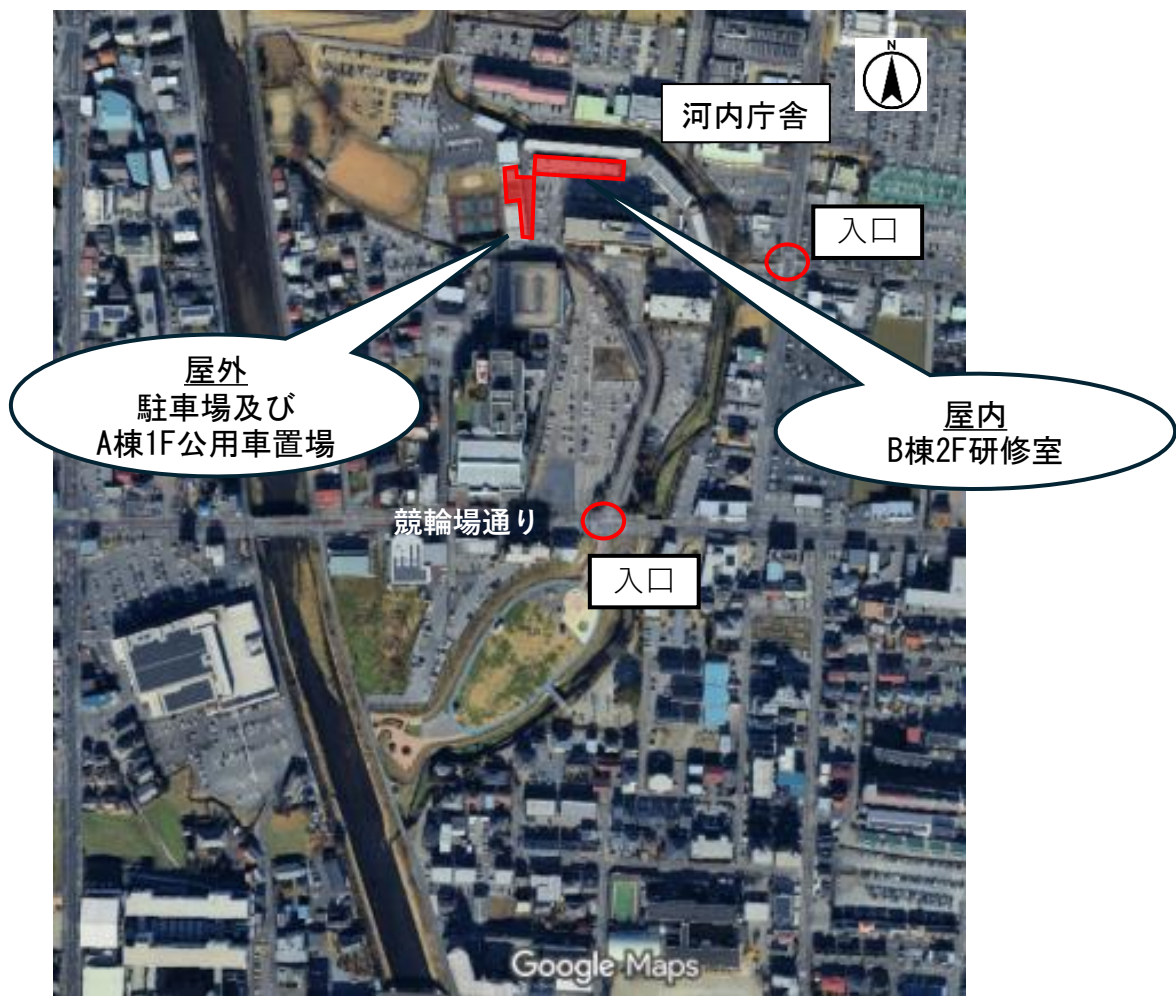 N
河内庁舎
入口
屋外
駐車場及び
A棟1F公用車置場
屋内
B棟2F研修室
競輪場通り
入口
Google Maps